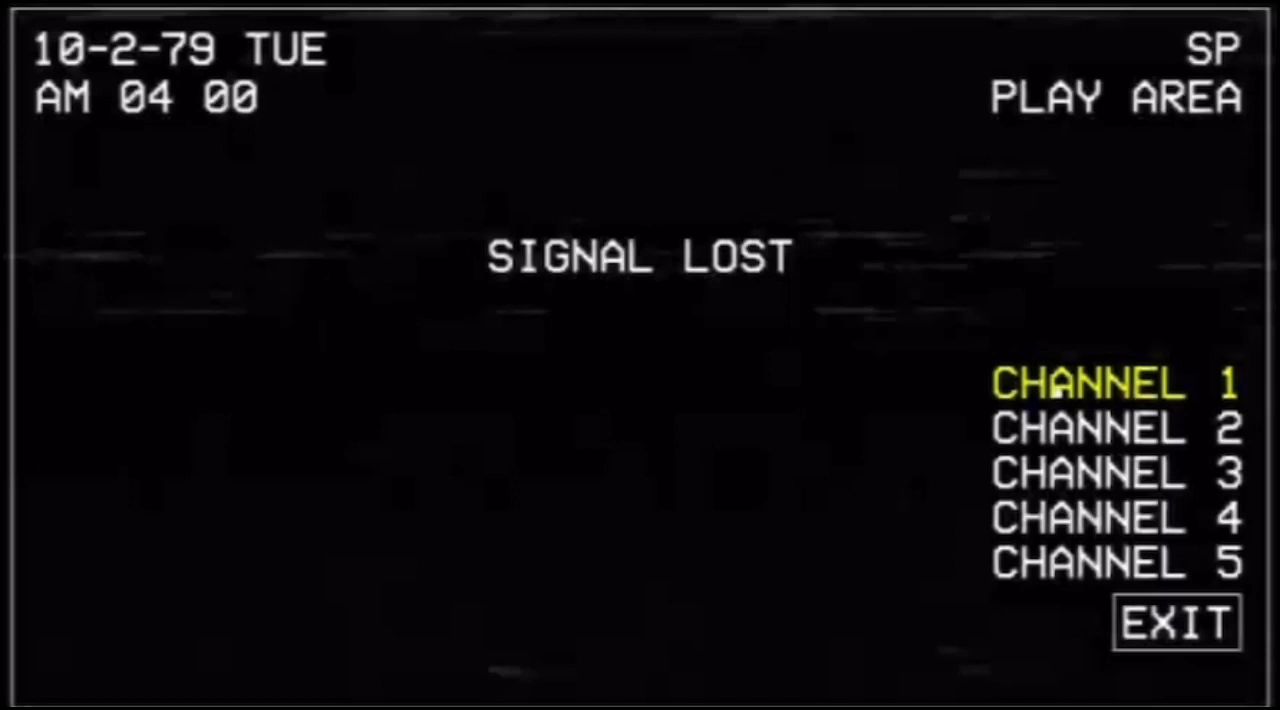 10-2-79 TUE
AM 04 00
SP
PLAY AREA
SIGNAL LOST
CHANNEL 1
CHANNEL 2
CHANNEL 3
CHANNEL 4
CHANNEL 5
EXIT